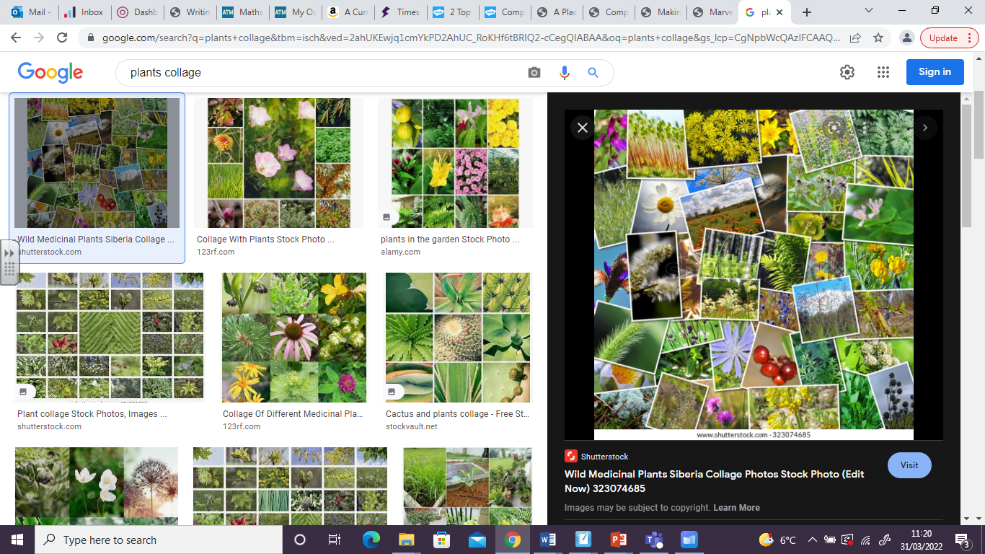 Mail -
Inbox
Dashb
Writin
Maths
My Ov
A Curr
Times
2 Top
Comp
A Plac
Comp
Makin
Marve
pla
google.com/search?q=plants+collage&tbm=isch&ved=2ahUKEwjq1cmYkPD2AhUC_RoKHf6tBRIQ2-cCegQIABAA&oq=plants+collage&gs_lcp=CgNpbWcQAzIFCAAQ...
Update
Google
plants collage
Sign in
Wild Medicinal Plants Siberia Collage ...
shutterstock.com
Collage With Plants Stock Photo ...
123rf.com
plants in the garden Stock Photo ...
alamy.com
Plant collage Stock Photos, Images ...
shutterstock.com
Collage Of Different Medicinal Pla...
123rf.com
Cactus and plants collage - Free St...
stockvault.net
www.shutterstock.com · 323074685
Shutterstock
Wild Medicinal Plants Siberia Collage Photos Stock Photo (Edit
Now) 323074685
Visit
Images may be subject to copyright. Learn More
Type here to search
6°C
11:20
31/03/2022
3